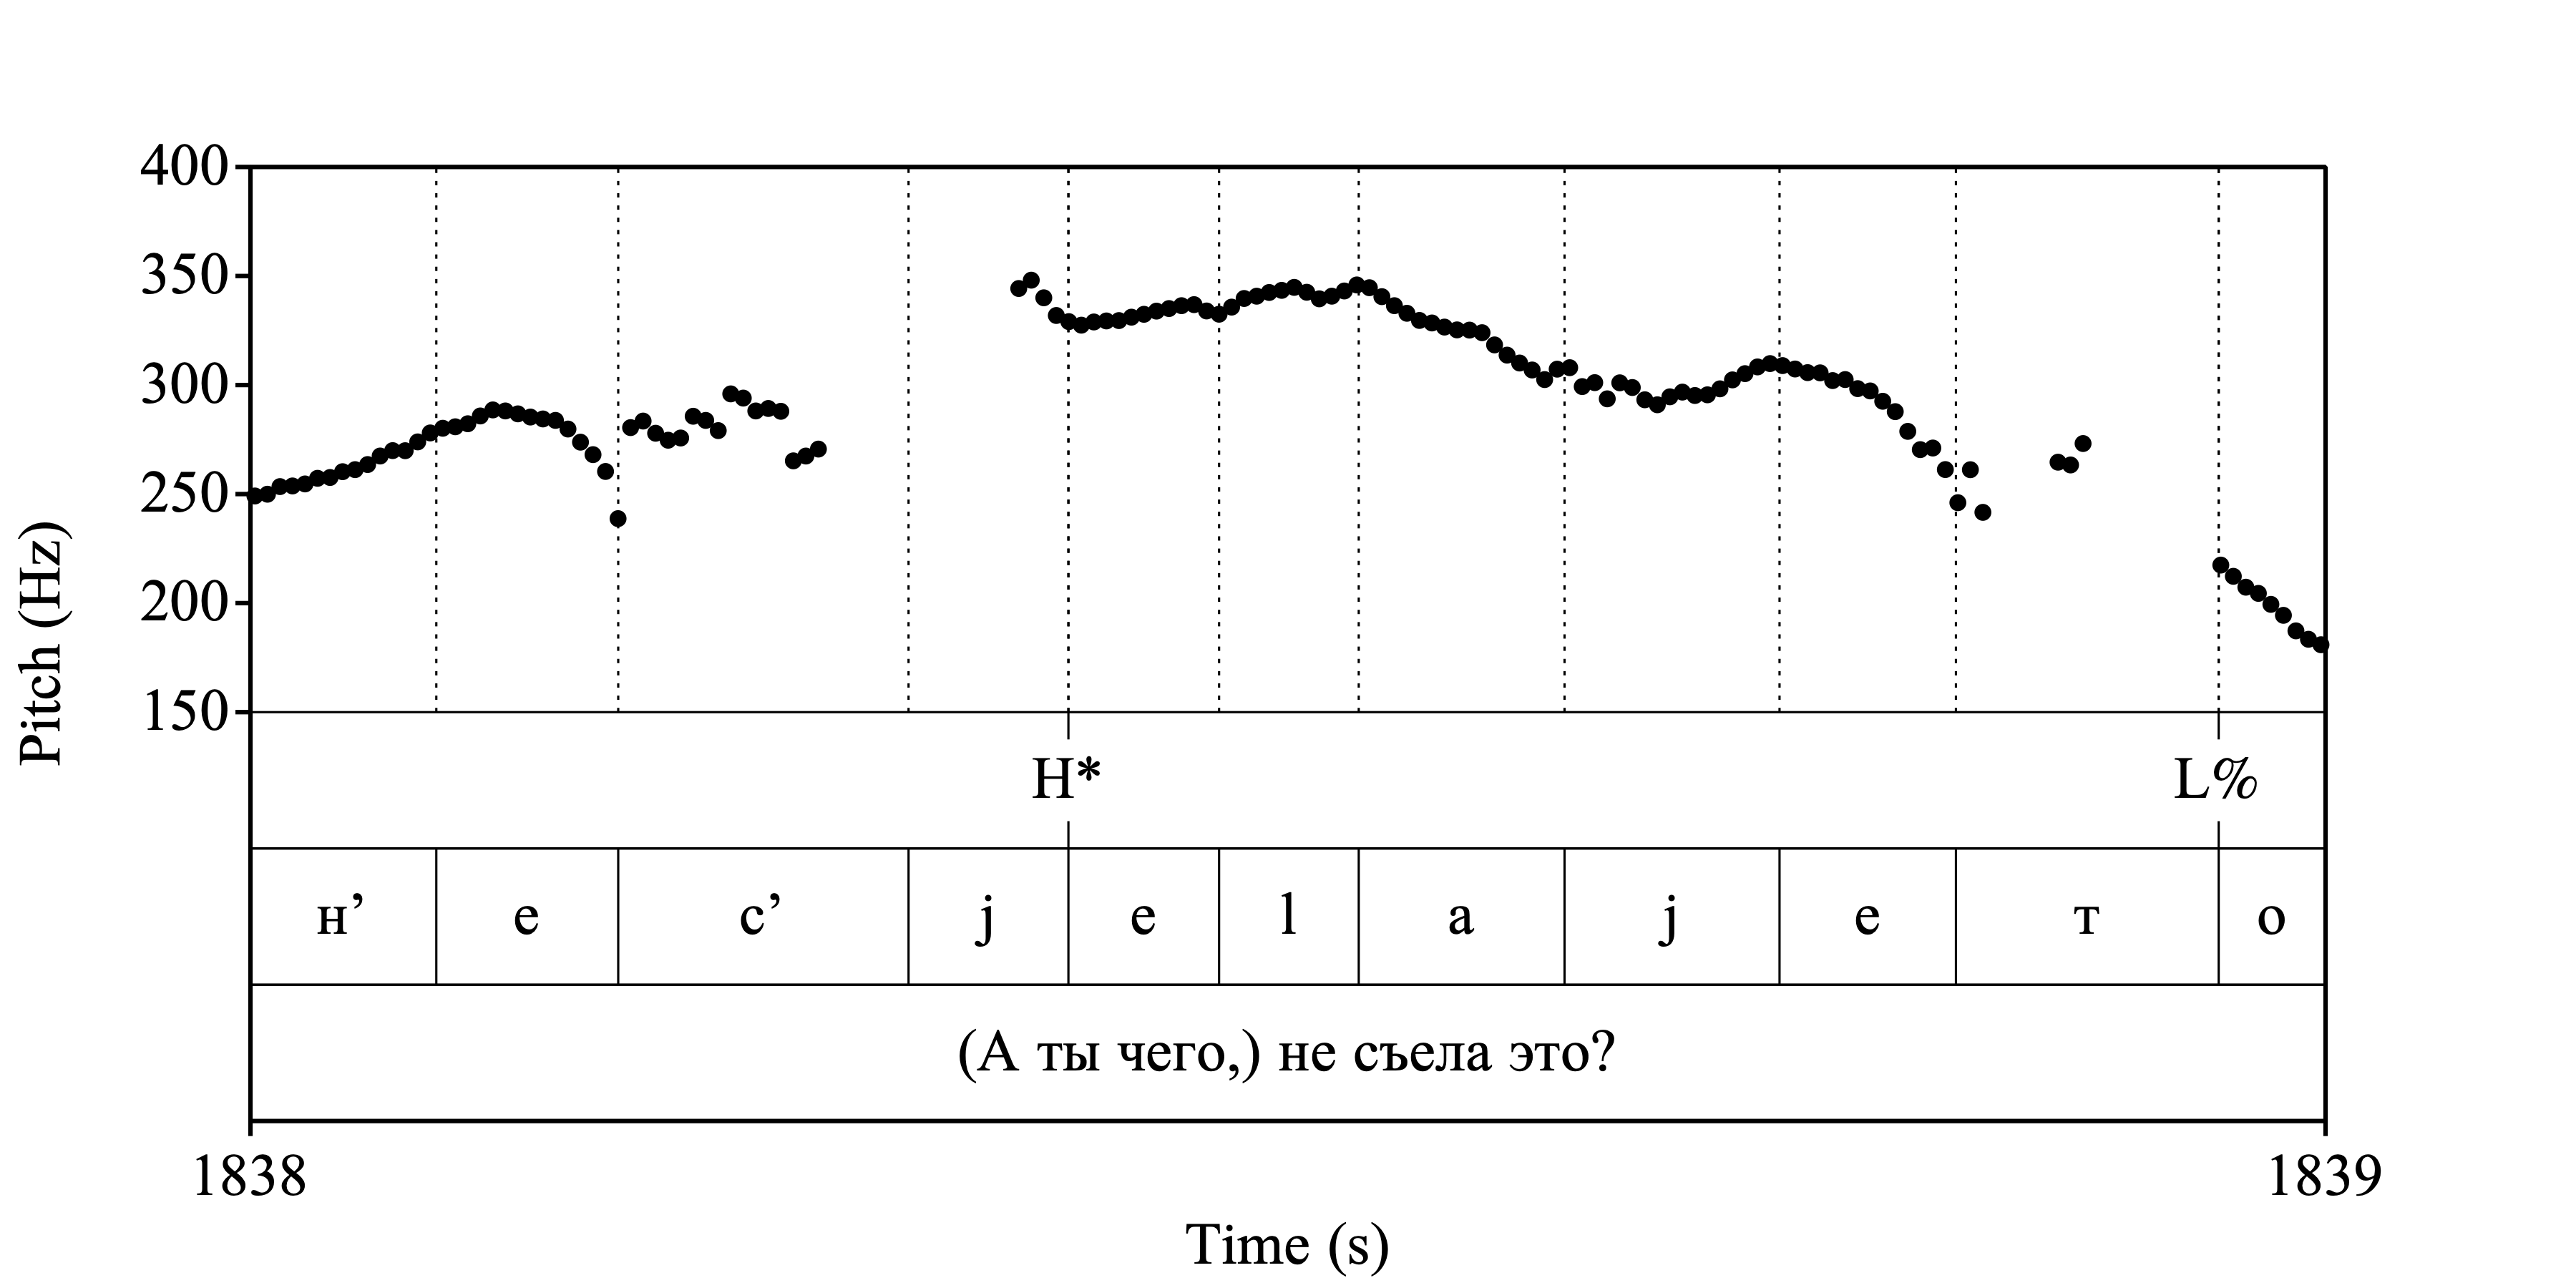 400
350
300
250
200
150
Pitch (Hz)
H* L%
н’ е с’ j е l а j е т о
(А ты чего,) не съела это?
1838 1839
Time (s)